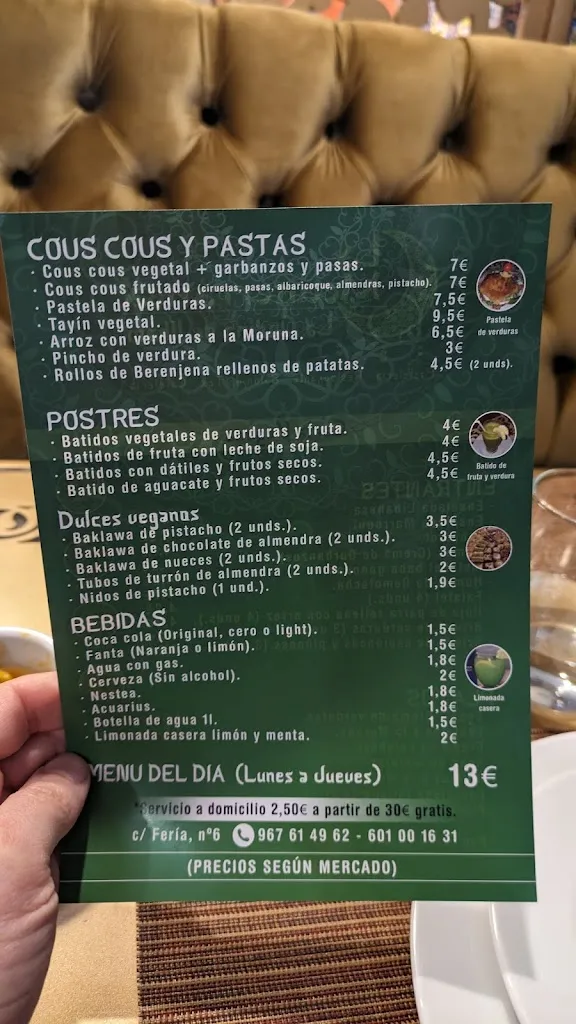 COUS COUS Y PASTAS
· Cous cous vegetal + garbanzos y pasas. 7€
· Cous cous frutado (ciruelas, pasas, albaricoque, almendras, pistacho). 7€
· Pastela de Verduras. 7,5€
· Tayín vegetal. 9,5€
· Arroz con verduras a la Moruna. 6,5€
· Pincho de verdura. 3€
· Rollos de Berenjena rellenos de patatas. 4,5€ (2 unds).
Pastela
de verduras
POSTRES
· Batidos vegetales de verduras y fruta. 4€
· Batidos de fruta con leche de soja. 4€
· Batidos con dátiles y frutos secos. 4,5€
· Batido de aguacate y frutos secos. 4,5€
Batido de
fruta y verdura
Dulces veganos
· Baklawa de pistacho (2 unds.). 3,5€
· Baklawa de chocolate de almendra (2 unds.). 3€
· Baklawa de nueces (2 unds.). 3€
· Tubos de turrón de almendra (2 unds.). 2€
· Nidos de pistacho (1 und.). 1,9€
BEBIDAS
· Coca cola (Original, cero o light). 1,5€
· Fanta (Naranja o limón). 1,5€
· Agua con gas. 1,8€
· Cerveza (Sin alcohol). 2€
· Nestea. 1,8€
· Acuarius. 1,8€
· Botella de agua 1l. 1,5€
· Limonada casera limón y menta. 2€
Limonada
casera
MENU DEL DIA (Lunes a Jueves) 13€
*Servicio a domicilio 2,50€ a partir de 30€ gratis.
c/ Fería, nº6 967 61 49 62 - 601 00 16 31
(PRECIOS SEGÚN MERCADO)